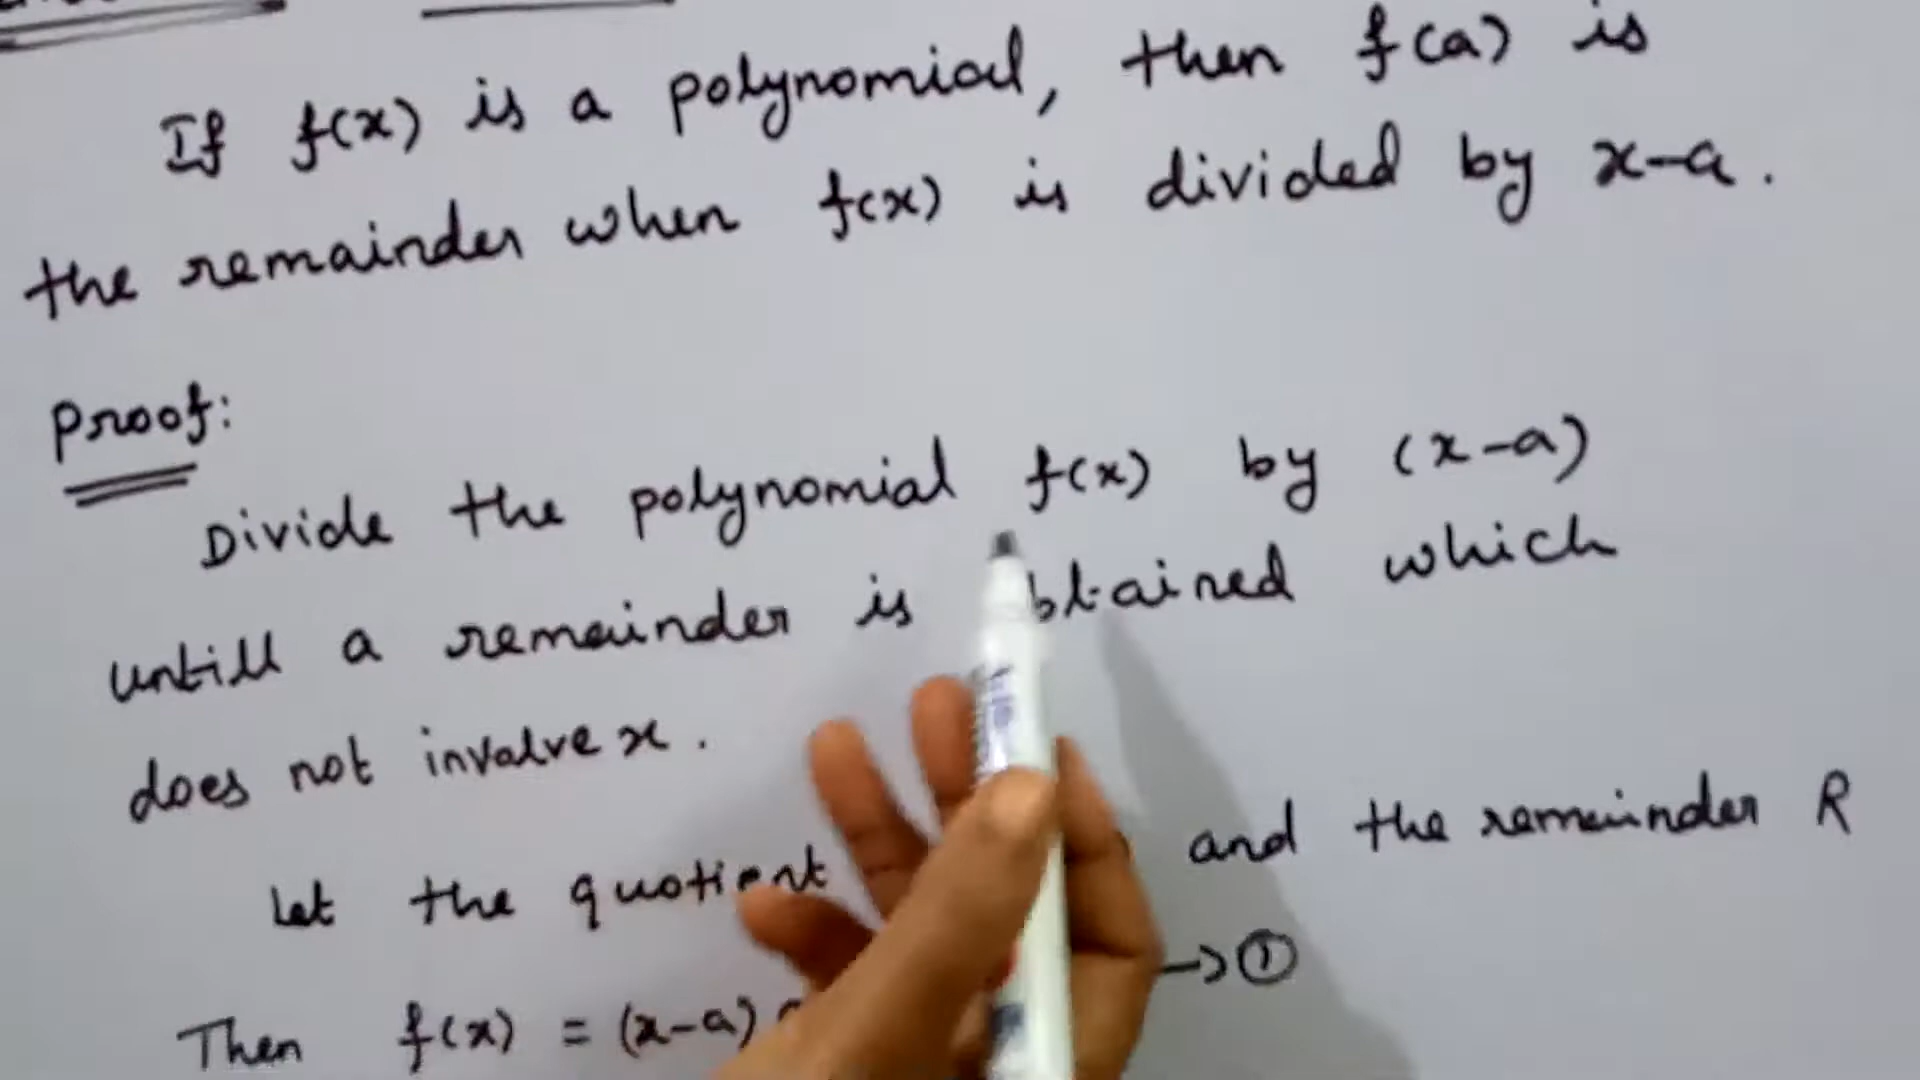 If f(x) is a polynomial, then f(a) is
the remainder when f(x) is divided by x-a.
Proof:
Divide the polynomial f(x) by (x-a)
untill a remainder is obtained which
does not involve x.
Let the quotient and the remainder R
Then f(x) = (x-a) → ①